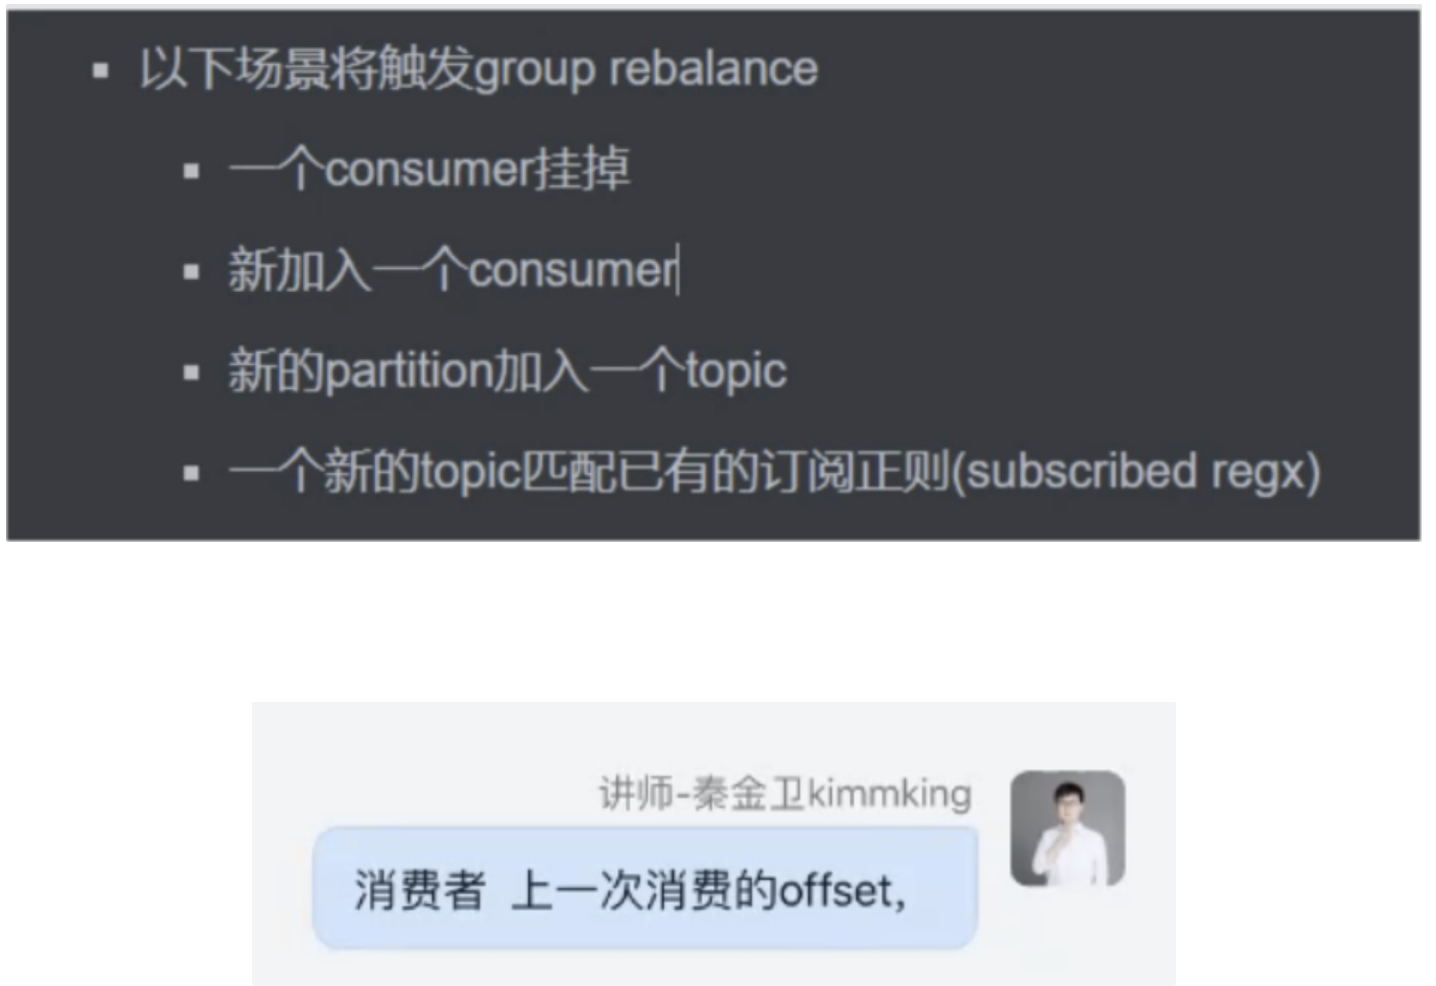 以下场景将触发group rebalance
一个consumer挂掉
新加入一个consumer
新的partition加入一个topic
一个新的topic匹配已有的订阅正则(subscribed regx)
讲师-秦金卫kimmking
消费者 上一次消费的offset,